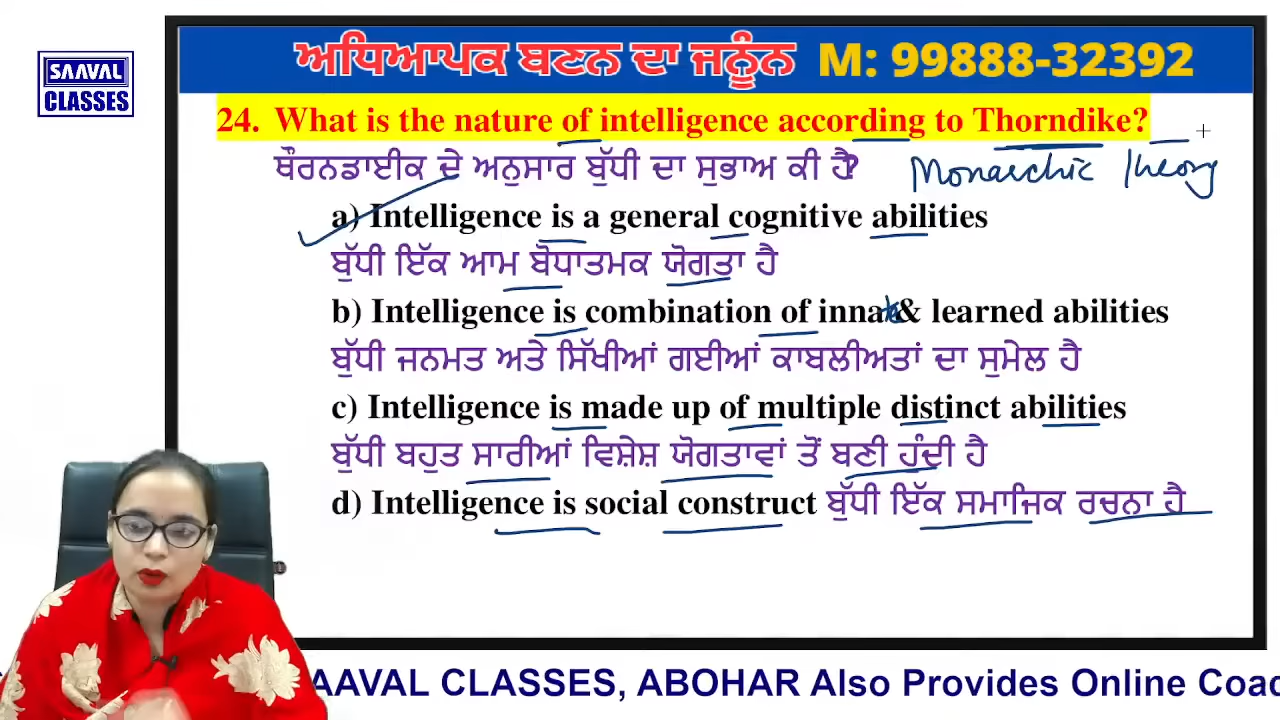 SAAVAL
CLASSES
ਅਧਿਆਪਕ ਬਣਨ ਦਾ ਜਨੂੰਨ M: 99888-32392
24. What is the nature of intelligence according to Thorndike?
ਥੌਰਨਡਾਈਕ ਦੇ ਅਨੁਸਾਰ ਬੁੱਧੀ ਦਾ ਸੁਭਾਅ ਕੀ ਹੈ? Monarchic Theory
a) Intelligence is a general cognitive abilities
ਬੁੱਧੀ ਇੱਕ ਆਮ ਬੋਧਾਤਮਕ ਯੋਗਤਾ ਹੈ
b) Intelligence is combination of innate & learned abilities
ਬੁੱਧੀ ਜਨਮਤ ਅਤੇ ਸਿੱਖੀਆਂ ਗਈਆਂ ਕਾਬਲੀਅਤਾਂ ਦਾ ਸੁਮੇਲ ਹੈ
c) Intelligence is made up of multiple distinct abilities
ਬੁੱਧੀ ਬਹੁਤ ਸਾਰੀਆਂ ਵਿਸ਼ੇਸ਼ ਯੋਗਤਾਵਾਂ ਤੋਂ ਬਣੀ ਹੁੰਦੀ ਹੈ
d) Intelligence is social construct ਬੁੱਧੀ ਇੱਕ ਸਮਾਜਿਕ ਰਚਨਾ ਹੈ
AAVAL CLASSES, ABOHAR Also Provides Online Coac